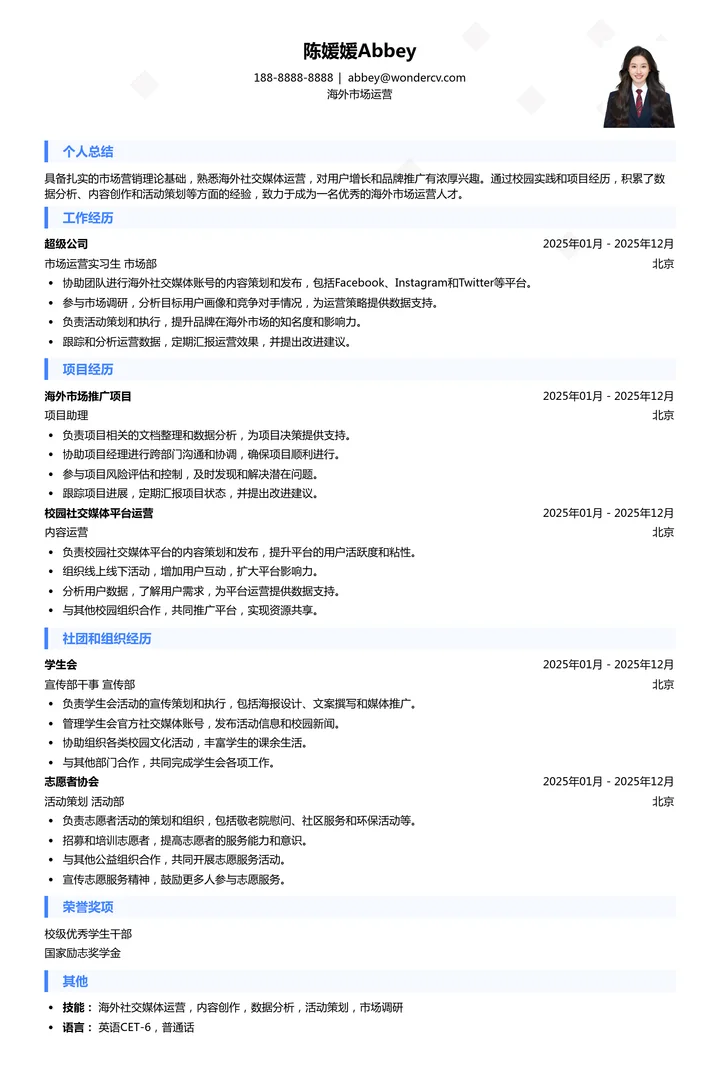 陈媛媛Abbey
188-8888-8888 | abbey@wondercv.com
海外市场运营
个人总结
具备扎实的市场营销理论基础，熟悉海外社交媒体运营，对用户增长和品牌推广有浓厚兴趣。通过校园实践和项目经历，积累了数
据分析、内容创作和活动策划等方面的经验，致力于成为一名优秀的海外市场运营人才。
工作经历
超级公司 2025年01月 - 2025年12月
市场运营实习生 市场部 北京
• 协助团队进行海外社交媒体账号的内容策划和发布，包括Facebook、Instagram和Twitter等平台。
• 参与市场调研，分析目标用户画像和竞争对手情况，为运营策略提供数据支持。
• 负责活动策划和执行，提升品牌在海外市场的知名度和影响力。
• 跟踪和分析运营数据，定期汇报运营效果，并提出改进建议。
项目经历
海外市场推广项目 2025年01月 - 2025年12月
项目助理 北京
• 负责项目相关的文档整理和数据分析，为项目决策提供支持。
• 协助项目经理进行跨部门沟通和协调，确保项目顺利进行。
• 参与项目风险评估和控制，及时发现和解决潜在问题。
• 跟踪项目进展，定期汇报项目状态，并提出改进建议。
校园社交媒体平台运营 2025年01月 - 2025年12月
内容运营 北京
• 负责校园社交媒体平台的内容策划和发布，提升平台的用户活跃度和粘性。
• 组织线上线下活动，增加用户互动，扩大平台影响力。
• 分析用户数据，了解用户需求，为平台运营提供数据支持。
• 与其他校园组织合作，共同推广平台，实现资源共享。
社团和组织经历
学生会 2025年01月 - 2025年12月
宣传部干事 宣传部 北京
• 负责学生会活动的宣传策划和执行，包括海报设计、文案撰写和媒体推广。
• 管理学生会官方社交媒体账号，发布活动信息和校园新闻。
• 协助组织各类校园文化活动，丰富学生的课余生活。
• 与其他部门合作，共同完成学生会各项工作。
志愿者协会 2025年01月 - 2025年12月
活动策划 活动部 北京
• 负责志愿者活动的策划和组织，包括敬老院慰问、社区服务和环保活动等。
• 招募和培训志愿者，提高志愿者的服务能力和意识。
• 与其他公益组织合作，共同开展志愿服务活动。
• 宣传志愿服务精神，鼓励更多人参与志愿服务。
荣誉奖项
校级优秀学生干部
国家励志奖学金
其他
• 技能： 海外社交媒体运营，内容创作，数据分析，活动策划，市场调研
• 语言： 英语CET-6，普通话